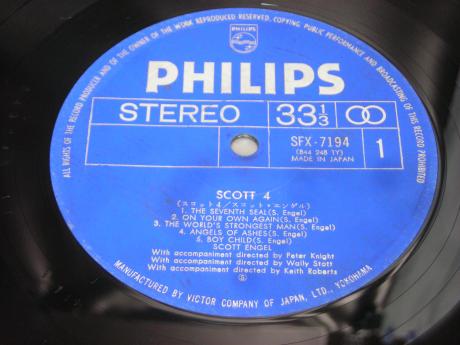 ALL RIGHTS OF THE RECORD PRODUCER AND OF THE OWNER OF THE WORK REPRODUCED RESERVED, COPYING, PUBLIC PERFORMANCE AND BROADCASTING OF THIS RECORD PROHIBITED
PHILIPS
PHILIPS
STEREO
33 1/3
SFX-7194
(844 248 TY)
MADE IN JAPAN
1
SCOTT 4
(スコット4/スコット・エンゲル)
1. THE SEVENTH SEAL(S. Engel)
2. ON YOUR OWN AGAIN(S. Engel)
3. THE WORLD'S STRONGEST MAN(S. Engel)
4. ANGELS OF ASHES(S. Engel)
5. BOY CHILD(S. Engel)
SCOTT ENGEL
With accompaniment directed by Peter Knight
With accompaniment directed by Wally Stott
With accompaniment directed by Keith Roberts
S
MANUFACTURED BY VICTOR COMPANY OF JAPAN, LTD., YOKOHAMA